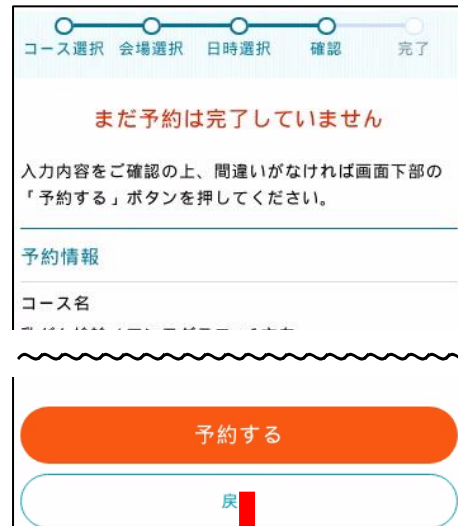 コース選択 会場選択 日時選択 確認 完了
まだ予約は完了していません
入力内容をご確認の上、間違いがなければ画面下部の
「予約する」ボタンを押してください。
予約情報
コース名
予約する
戻